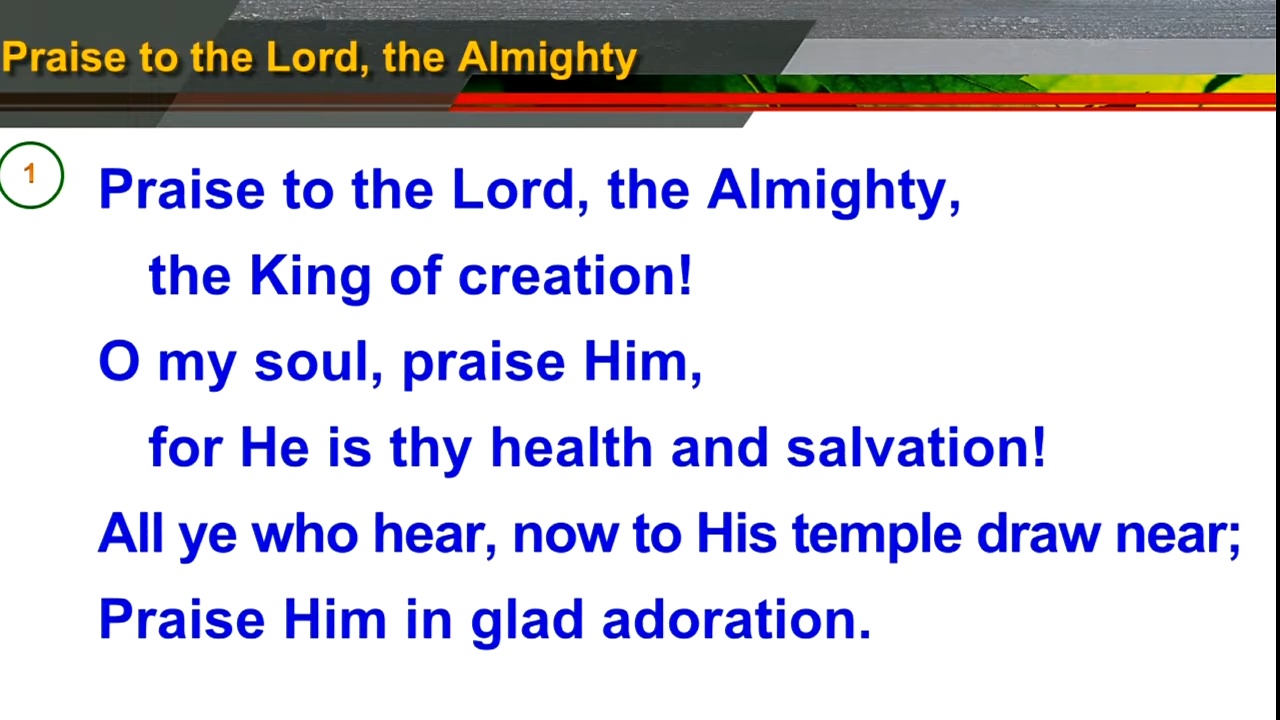 Praise to the Lord, the Almighty
1
Praise to the Lord, the Almighty,
the King of creation!
O my soul, praise Him,
for He is thy health and salvation!
All ye who hear, now to His temple draw near;
Praise Him in glad adoration.